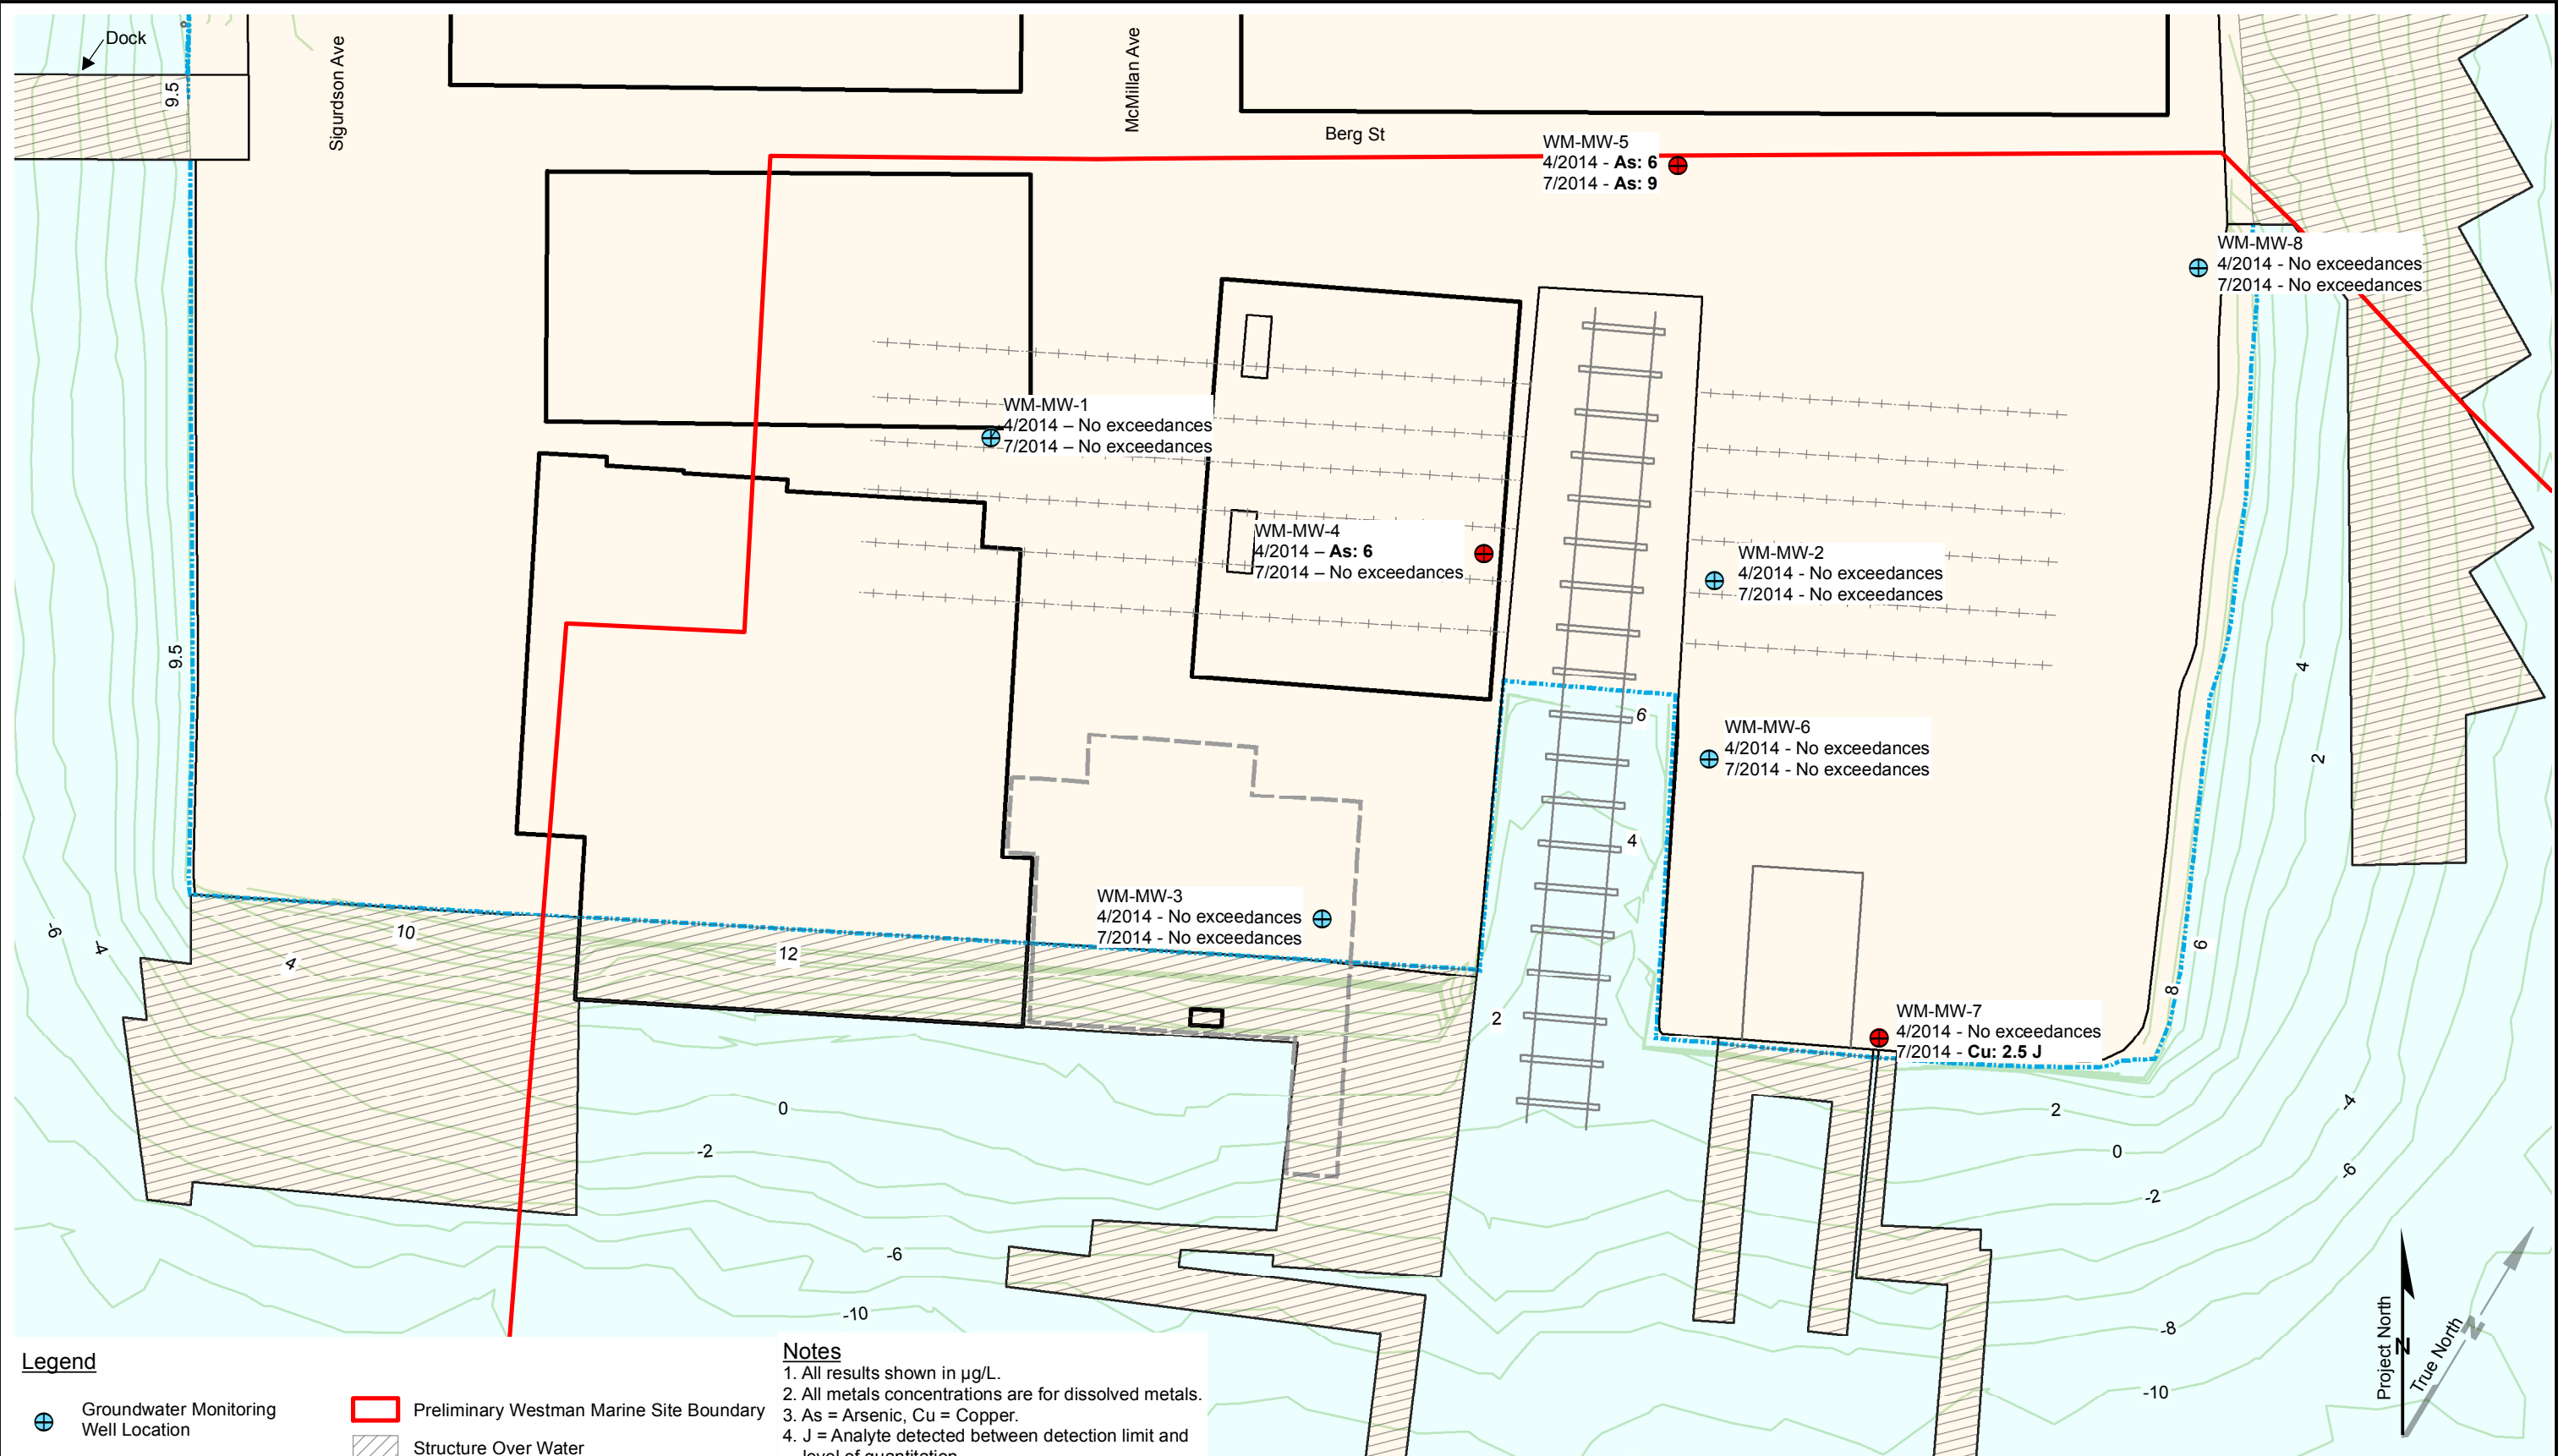 Dock
Sigurdson Ave
McMillan Ave
Berg St
9.5
WM-MW-5
4/2014 - As: 6
7/2014 - As: 9
WM-MW-8
4/2014 - No exceedances
7/2014 - No exceedances
WM-MW-1
4/2014 – No exceedances
7/2014 – No exceedances
WM-MW-4
4/2014 – As: 6
7/2014 – No exceedances
WM-MW-2
4/2014 - No exceedances
7/2014 - No exceedances
9.5
4
6
2
WM-MW-6
4/2014 - No exceedances
7/2014 - No exceedances
4
WM-MW-3
4/2014 - No exceedances
7/2014 - No exceedances
-6
-4
10
4
12
6
8
2
WM-MW-7
4/2014 - No exceedances
7/2014 - Cu: 2.5 J
0
-2
2
0
-2
-4
-6
-6
-10
-8
-10
Project North
N
True North
N
Legend
Groundwater Monitoring
Well Location
Preliminary Westman Marine Site Boundary
Structure Over Water
Notes
1. All results shown in µg/L.
2. All metals concentrations are for dissolved metals.
3. As = Arsenic, Cu = Copper.
4. J = Analyte detected between detection limit and
level of quantitation